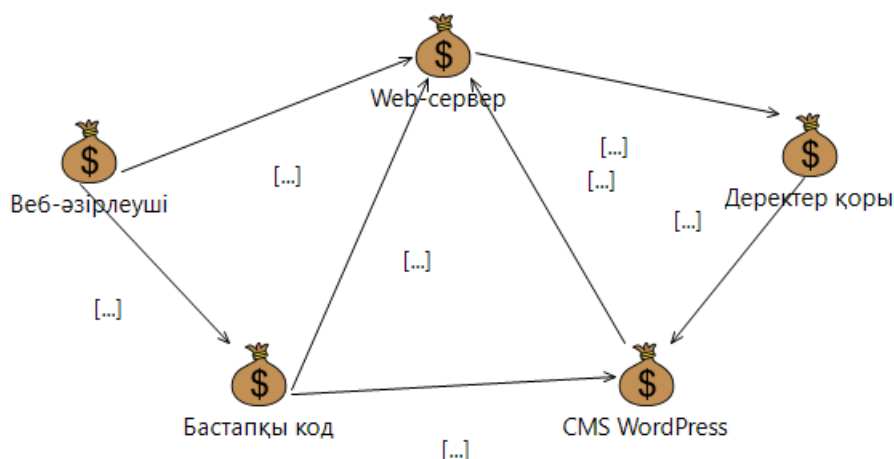 $
Web-сервер
$
$
[...]
[...]
[...]
Веб-әзірлеуші
Деректер қоры
[...]
[...]
[...]
$
$
Бастапқы код
CMS WordPress
[...]